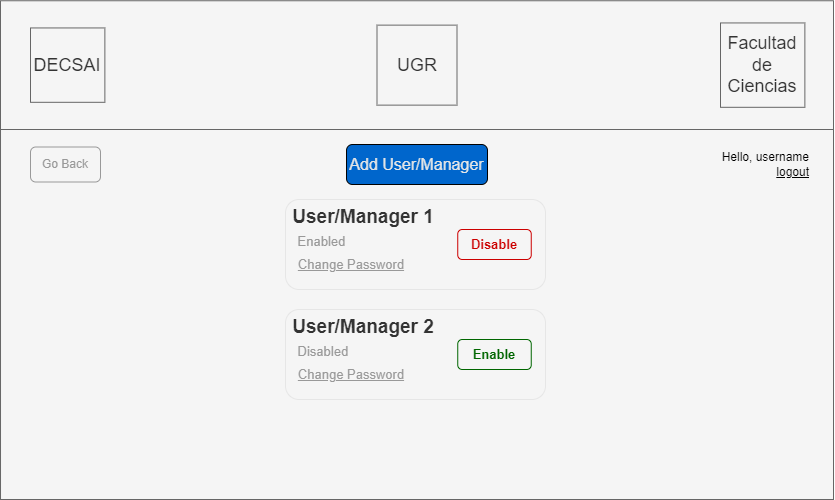 DECSAI
UGR
Facultad
de
Ciencias
Go Back
Add User/Manager
Hello, username
logout
User/Manager 1
Enabled
Change Password
Disable
User/Manager 2
Disabled
Change Password
Enable